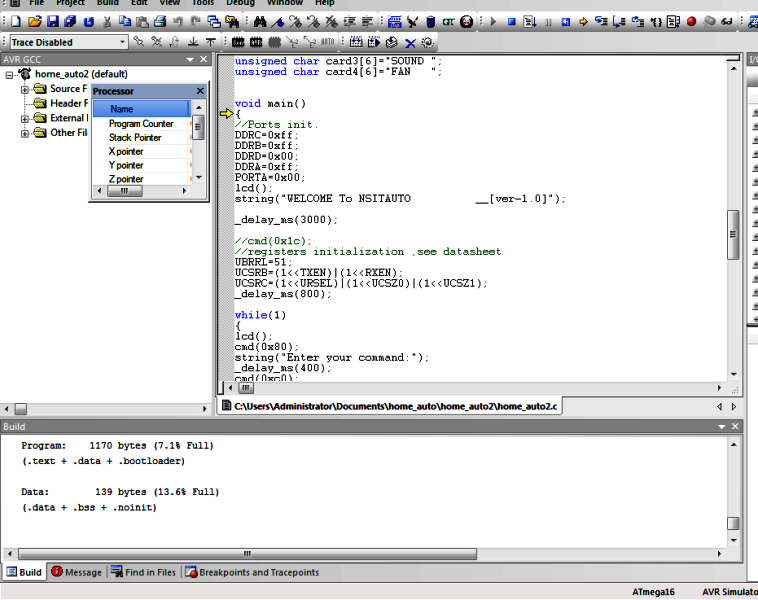 File Project Build Edit View Tools Debug Window Help
Trace Disabled
AUTO
AVR GCC
home_auto2 (default)
Source F
Header F
External
Other Fil
Processor
Name
Program Counter
Stack Pointer
X pointer
Y pointer
Z pointer
I/O
unsigned char card3[6]="SOUND ";
unsigned char card4[6]="FAN   ";
void main()
{
//Ports init.
DDRC=0xff;
DDRB=0xff;
DDRD=0x00;
DDRA=0xff;
PORTA=0x00;
lcd();
string("WELCOME To NSITAUTO          __[ver-1.0]");
_delay_ms(3000);
//cmd(0x1c);
//registers initialization ,see datasheet
UBRRL=51;
UCSRB=(1<<TXEN)|(1<<RXEN);
UCSRC=(1<<URSEL)|(1<<UCSZ0)|(1<<UCSZ1);
_delay_ms(800);
while(1)
{
lcd();
cmd(0x80);
string("Enter your command:");
_delay_ms(400);
cmd(0xc0);
C:\Users\Administrator\Documents\home_auto\home_auto2\home_auto2.c
Build
Program:    1170 bytes (7.1% Full)
(.text + .data + .bootloader)
Data:        139 bytes (13.6% Full)
(.data + .bss + .noinit)
Build Message Find in Files Breakpoints and Tracepoints
ATmega16 AVR Simulato